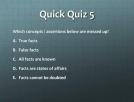 Quick Quiz 5
Which concepts / assertions below are messed up?
A. True facts
B. False facts
C. All facts are known
D. Facts are states of affairs
E. Facts cannot be doubted